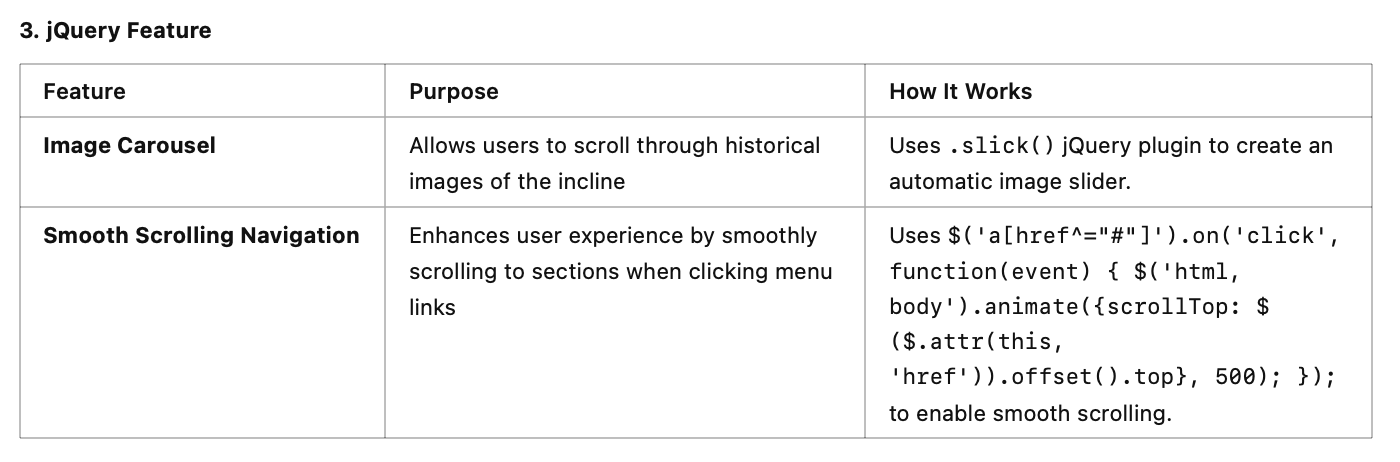 3. jQuery Feature
Feature Purpose How It Works
Image Carousel
Allows users to scroll through historical
images of the incline
Uses .slick() jQuery plugin to create an
automatic image slider.
Smooth Scrolling Navigation
Enhances user experience by smoothly
scrolling to sections when clicking menu
links
Uses $('a[href^="#"]').on('click',
function(event) { $('html,
body').animate({scrollTop: $
($.attr(this,
'href')).offset().top}, 500); });
to enable smooth scrolling.